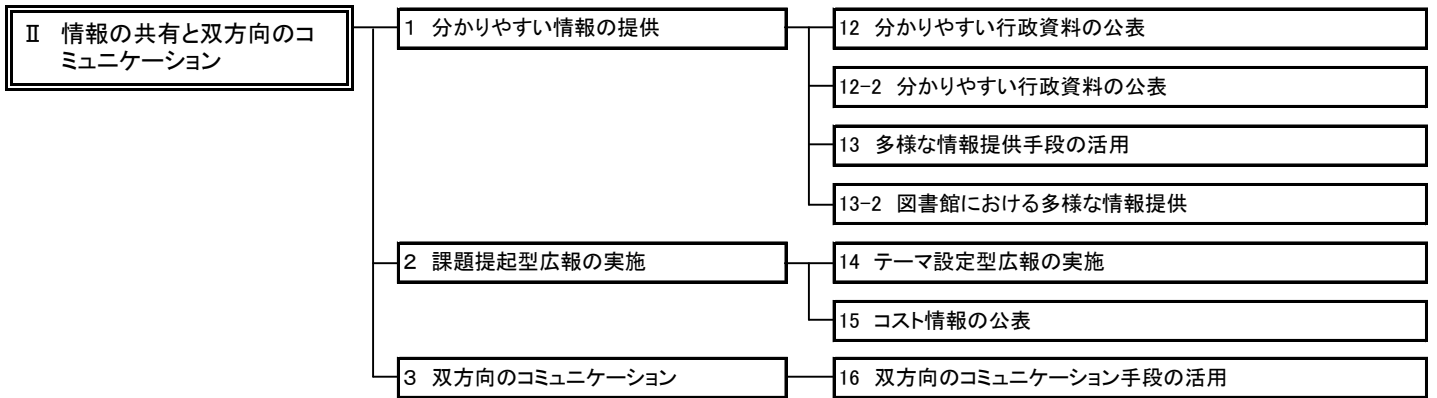 Ⅱ 情報の共有と双方向のコ
ミュニケーション
1 分かりやすい情報の提供
12 分かりやすい行政資料の公表
12-2 分かりやすい行政資料の公表
13 多様な情報提供手段の活用
13-2 図書館における多様な情報提供
2 課題提起型広報の実施
14 テーマ設定型広報の実施
15 コスト情報の公表
3 双方向のコミュニケーション
16 双方向のコミュニケーション手段の活用